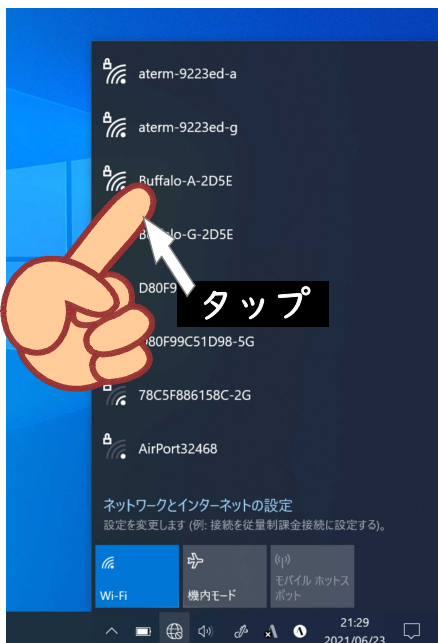 aterm-9223ed-a
aterm-9223ed-g
Buffalo-A-2D5E
タップ
78C5F886158C-2G
AirPort32468
ネットワークとインターネットの設定
設定を変更します (例: 接続を従量制課金接続に設定する)。
Wi-Fi
機内モード
モバイル ホットス
ポット
21:29
2021/06/23